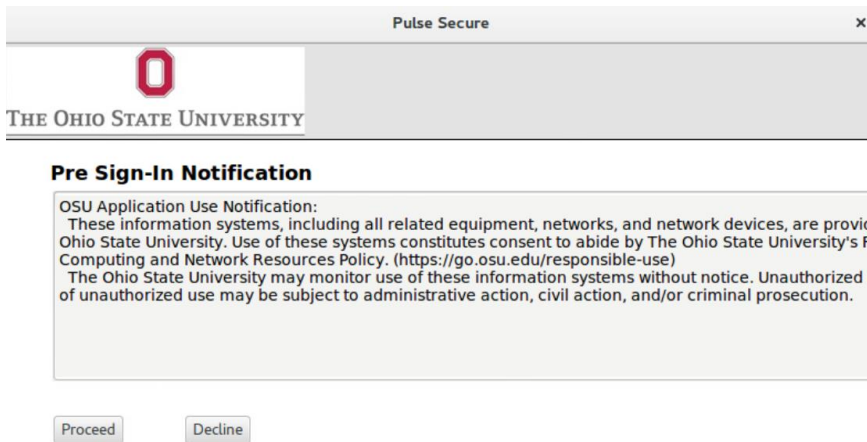 Pulse Secure
×
O
THE OHIO STATE UNIVERSITY
Pre Sign-In Notification
OSU Application Use Notification:
These information systems, including all related equipment, networks, and network devices, are
Ohio State University. Use of these systems constitutes consent to abide by The Ohio State University's
Computing and Network Resources Policy. (https://go.osu.edu/responsible-use)
The Ohio State University may monitor use of these information systems without notice. Unauthorized
of unauthorized use may be subject to administrative action, civil action, and/or criminal prosecution.
Proceed
Decline